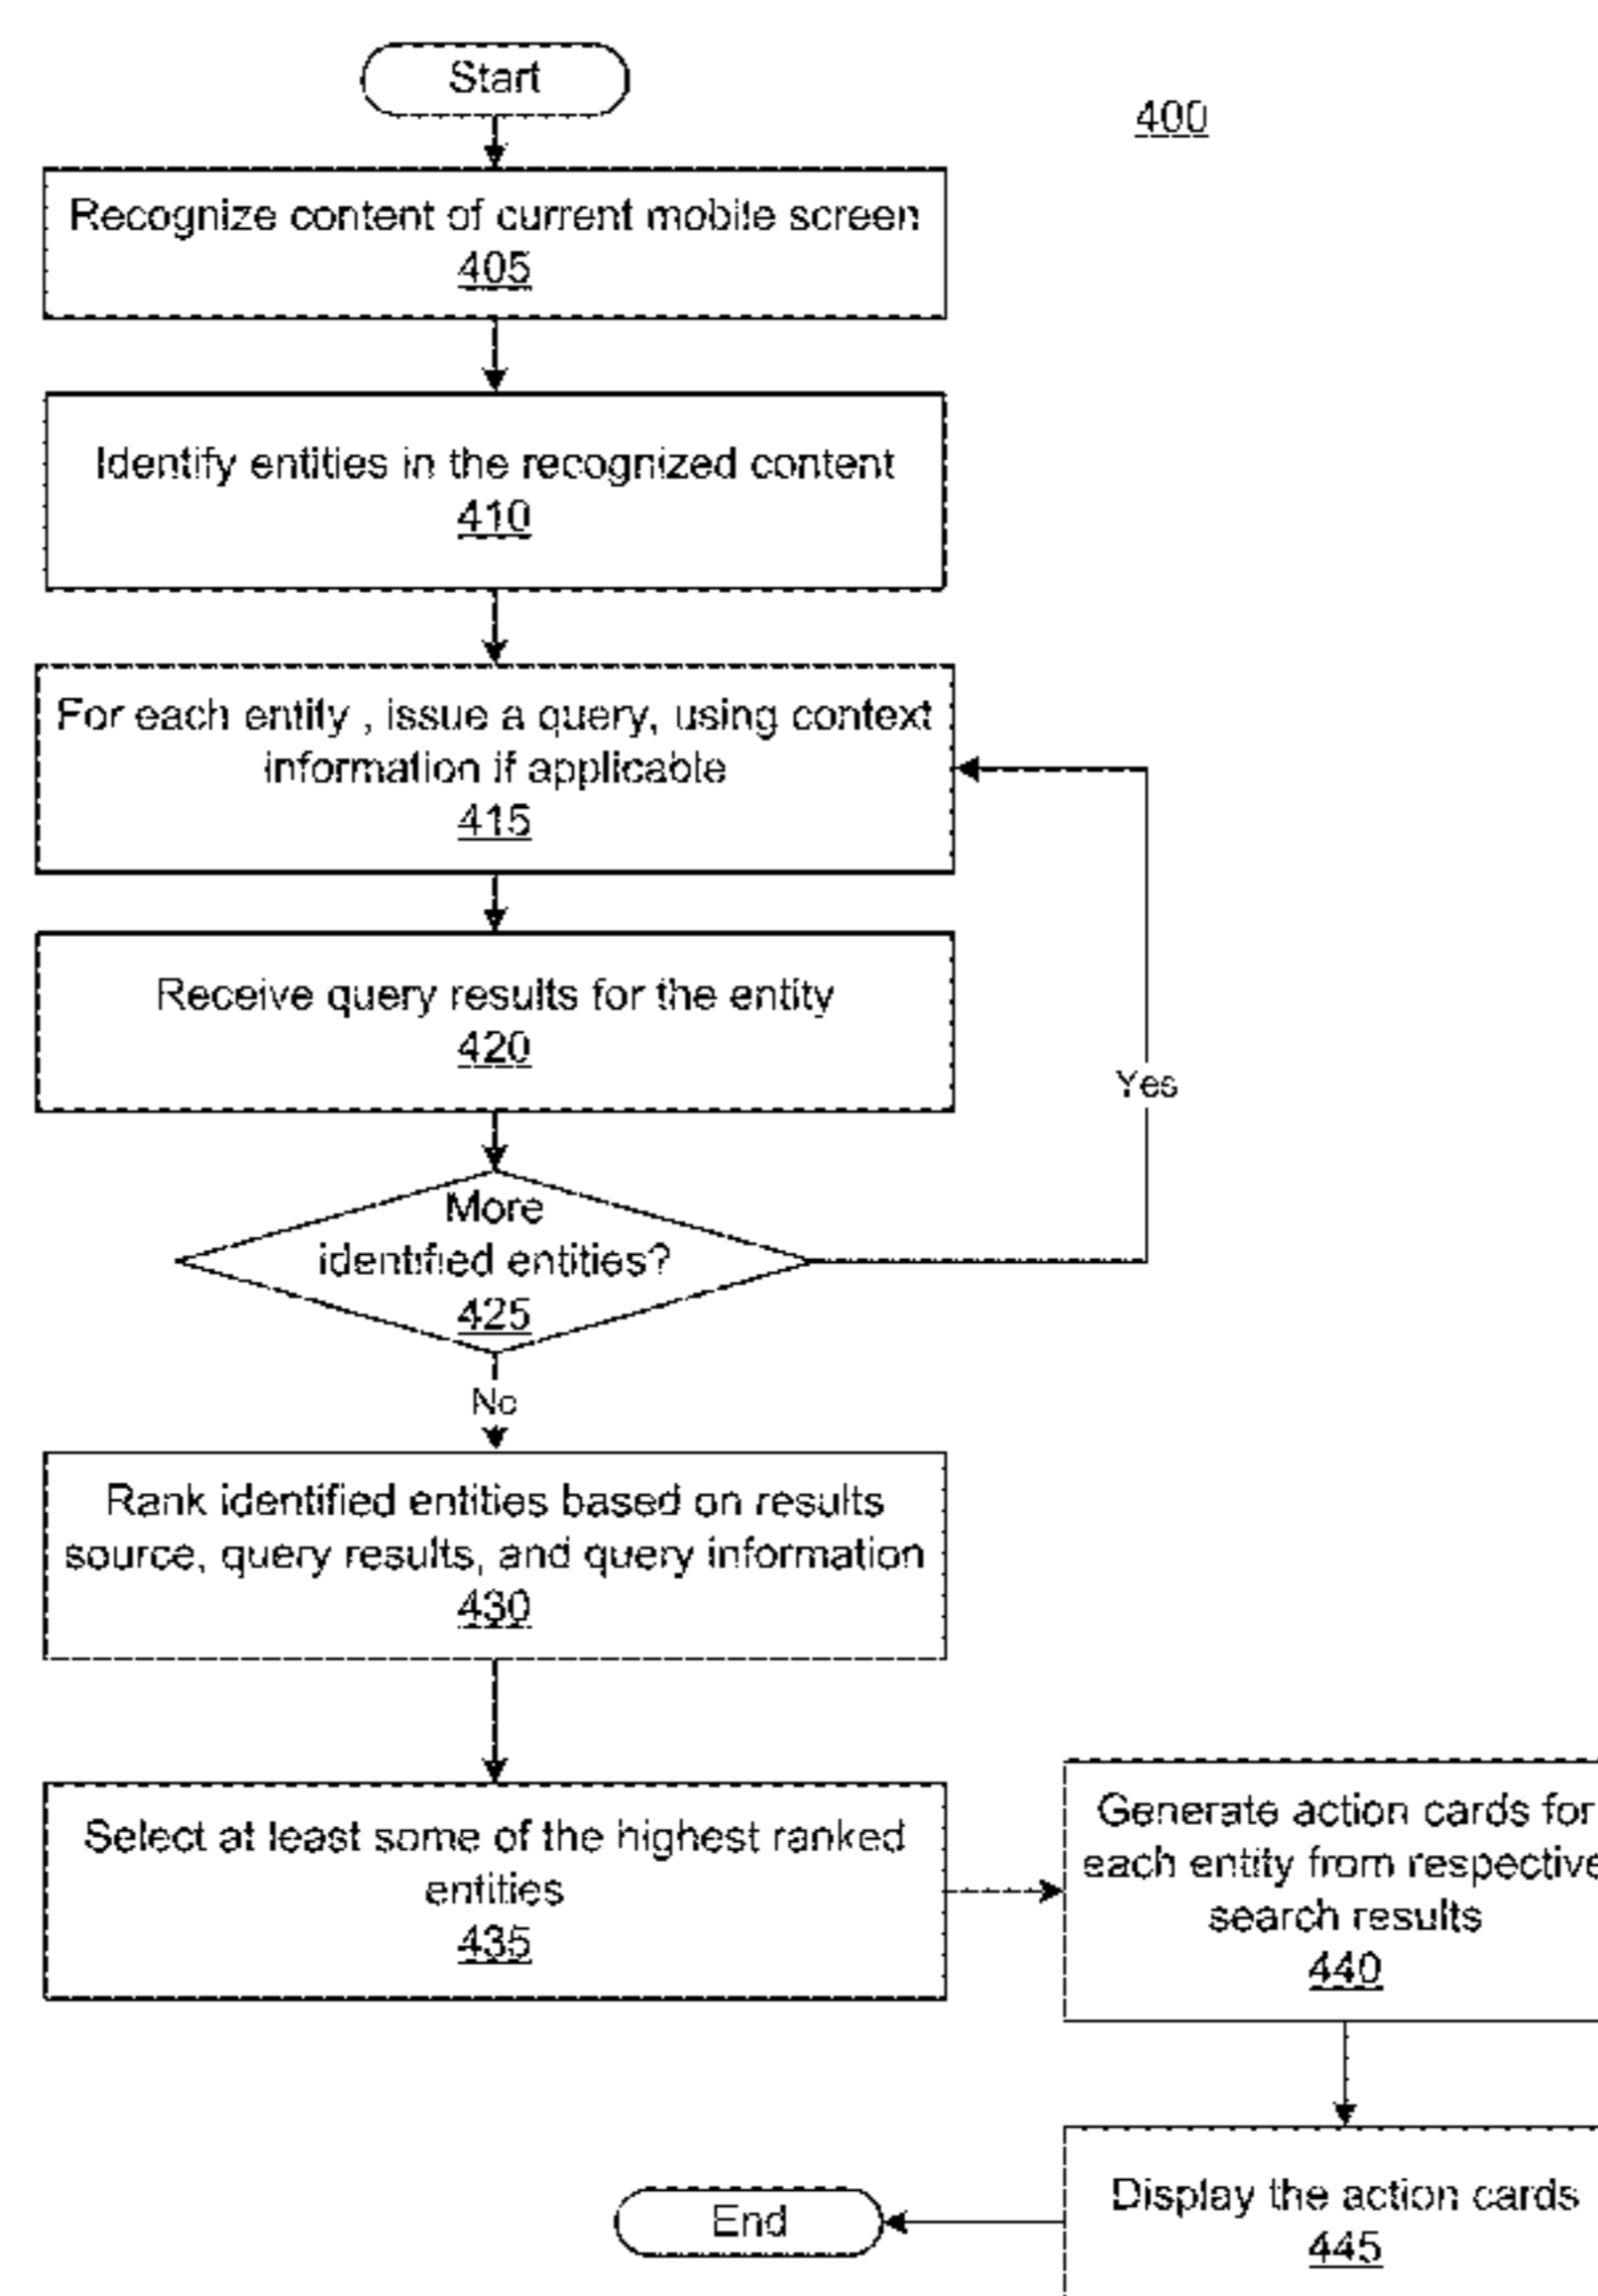 Start
400
Recognize content of current mobile screen
405
Identify entities in the recognized content
410
For each entity , issue a query, using context
information if applicable
415
Receive query results for the entity
420
Yes
More
identified entities?
425
No
Rank identified entities based on results
source, query results, and query information
430
Select at least some of the highest ranked
entities
435
Generate action cards for
each entity from respective
search results
440
Display the action cards
445
End